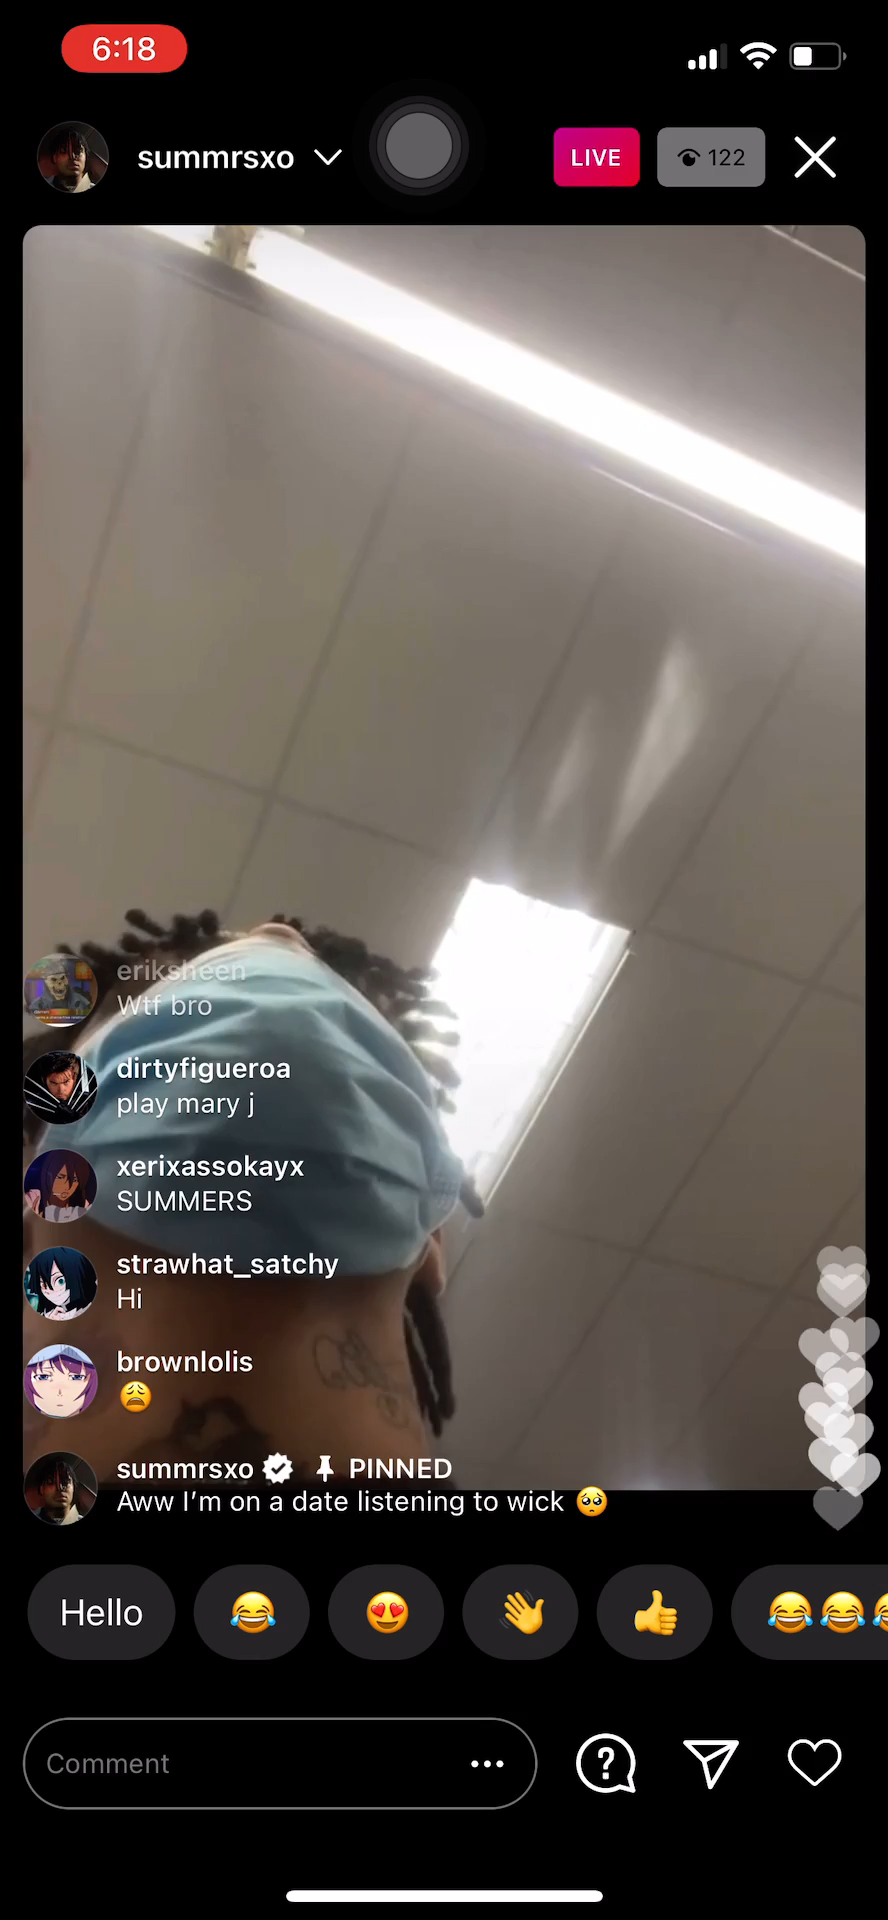 6:18
summrsxo
LIVE
122
eriksheen
Wtf bro
dirtyfigueroa
play mary j
xerixassokayx
SUMMERS
strawhat_satchy
Hi
brownlolis
😩
summrsxo PINNED
Aww I’m on a date listening to wick 🥺
Hello 😂 😍 👋 👍 😂😂😂
Comment